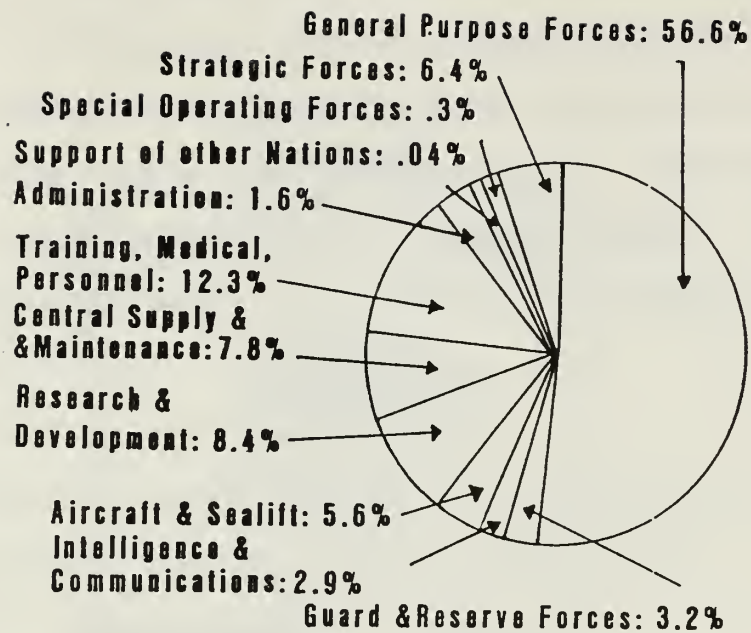 General Purpose Forces: 56.6%
Strategic Forces: 6.4%
Special Operating Forces: .3%
Support of other Nations: .04%
Administration: 1.6%
Training, Medical,
Personnel: 12.3%
Central Supply &
&Maintenance: 7.8%
Research &
Development: 8.4%
Aircraft & Sealift: 5.6%
Intelligence &
Communications: 2.9%
Guard &Reserve Forces: 3.2%